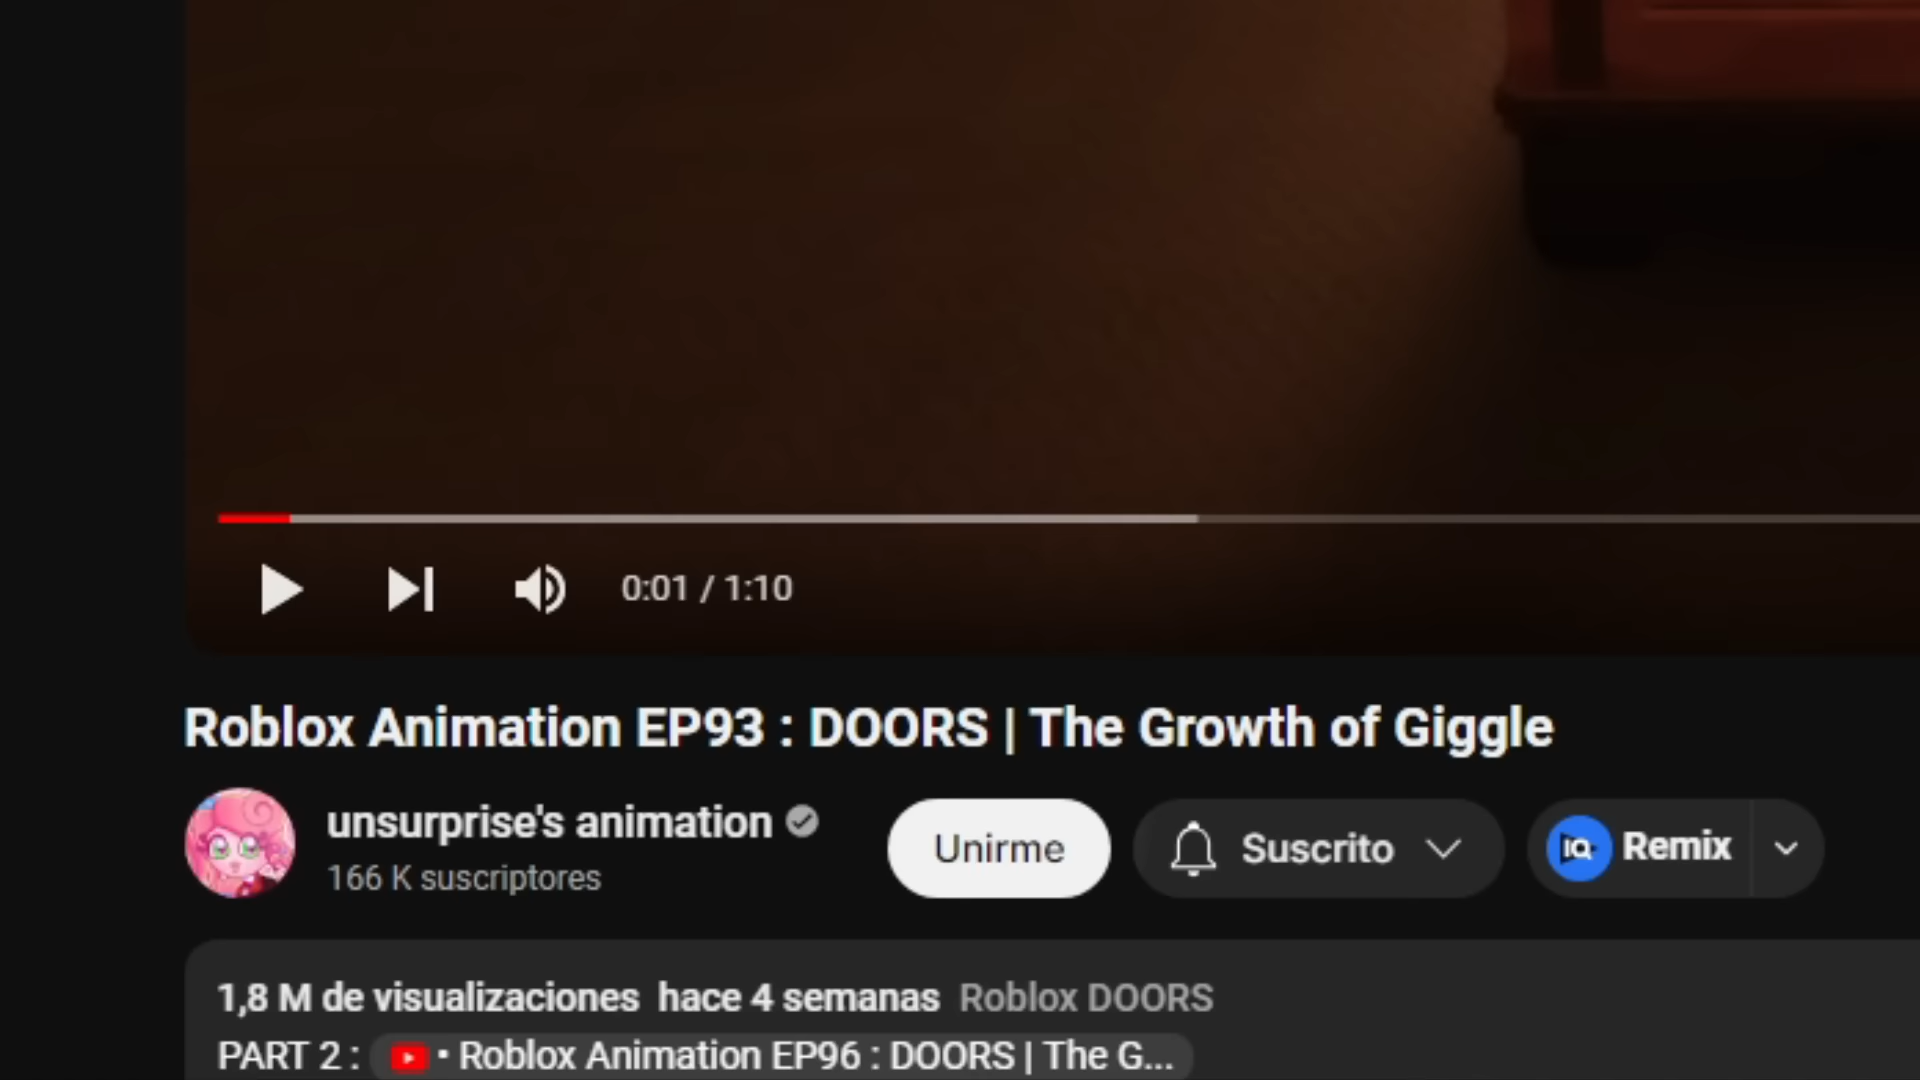 0:01 / 1:10
Roblox Animation EP93 : DOORS | The Growth of Giggle
unsurprise's animation
166 K suscriptores
Unirme
Suscrito
IQ
Remix
1,8 M de visualizaciones hace 4 semanas Roblox DOORS
PART 2 : • Roblox Animation EP96 : DOORS | The G...